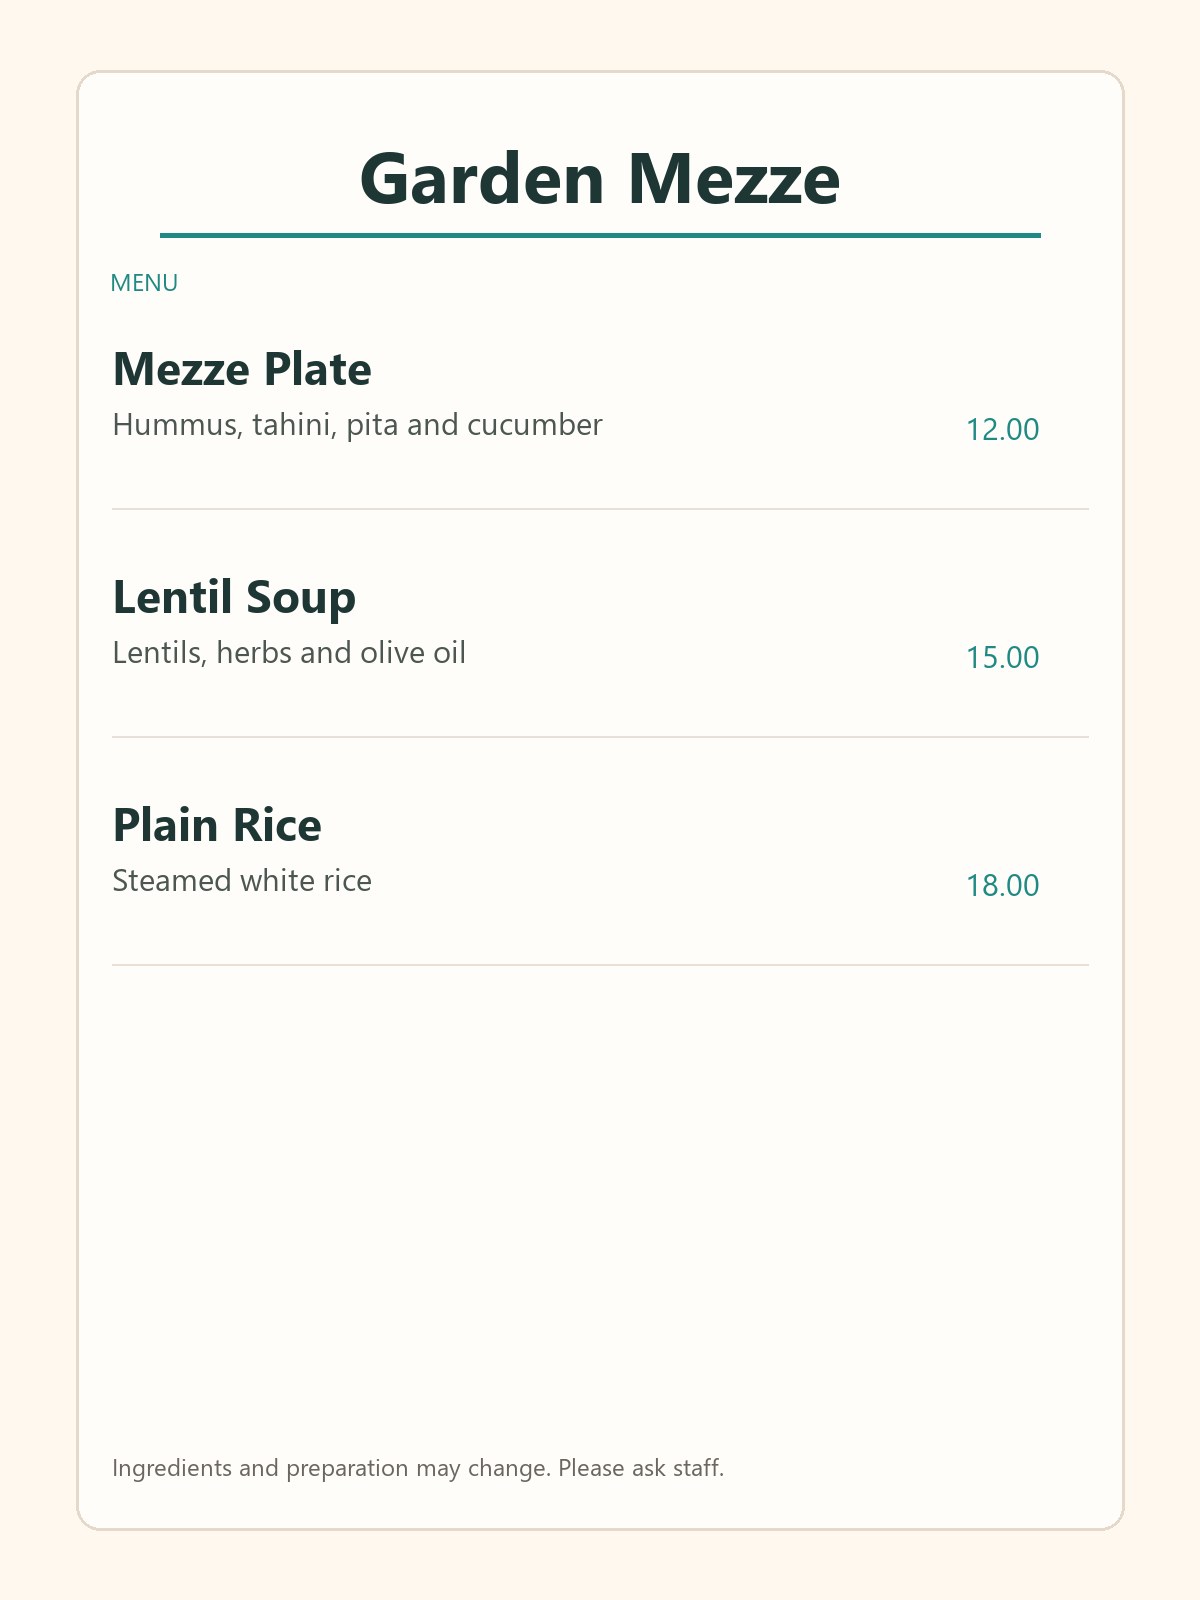 Garden Mezze
MENU
Mezze Plate
Hummus, tahini, pita and cucumber
12.00
Lentil Soup
Lentils, herbs and olive oil
15.00
Plain Rice
Steamed white rice
18.00
Ingredients and preparation may change. Please ask staff.